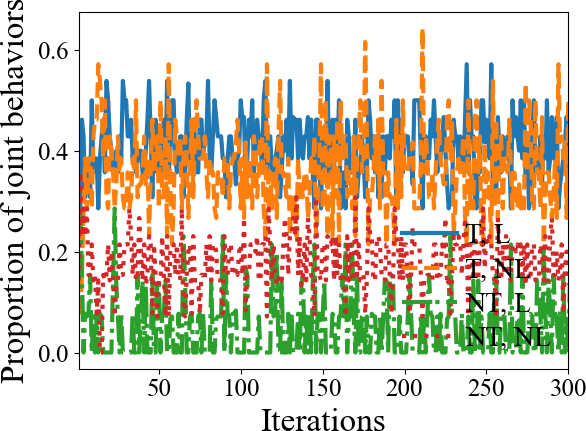 Proportion of joint behaviors
0.6
0.4
0.2
0.0
T, L
T, NL
NT, L
NT, NL
50
100
150
200
250
300
Iterations